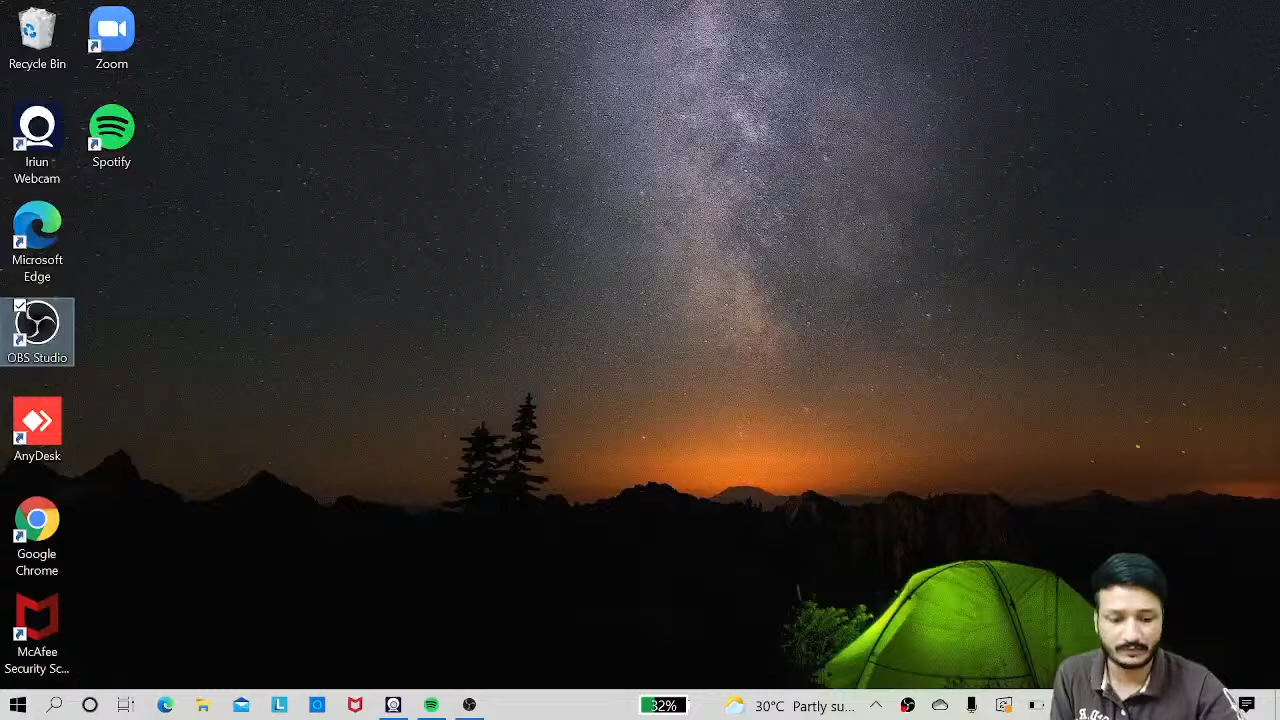 Recycle Bin
Zoom
Iriun
Webcam
Spotify
Microsoft
Edge
OBS Studio
AnyDesk
Google
Chrome
McAfee
Security Sc...
32%
30°C Partly su...